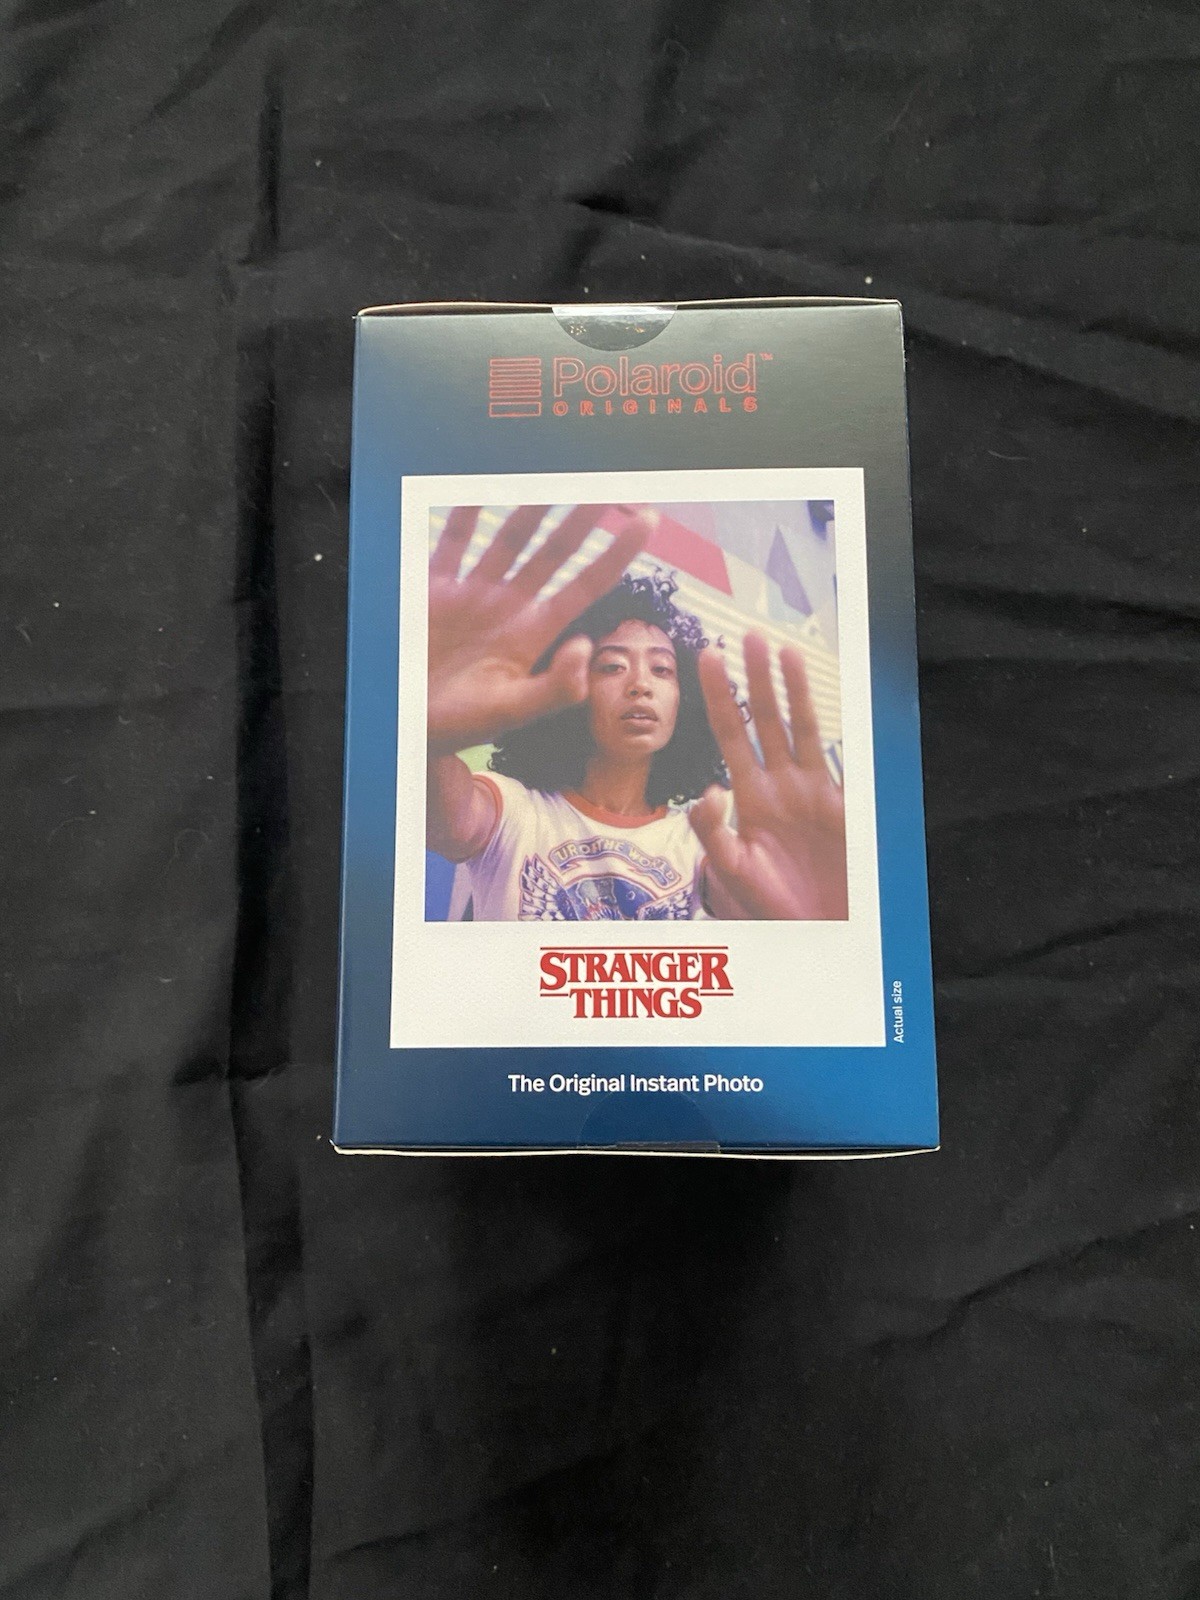 Polaroid™
ORIGINALS
STRANGER
THINGS
Actual size
The Original Instant Photo